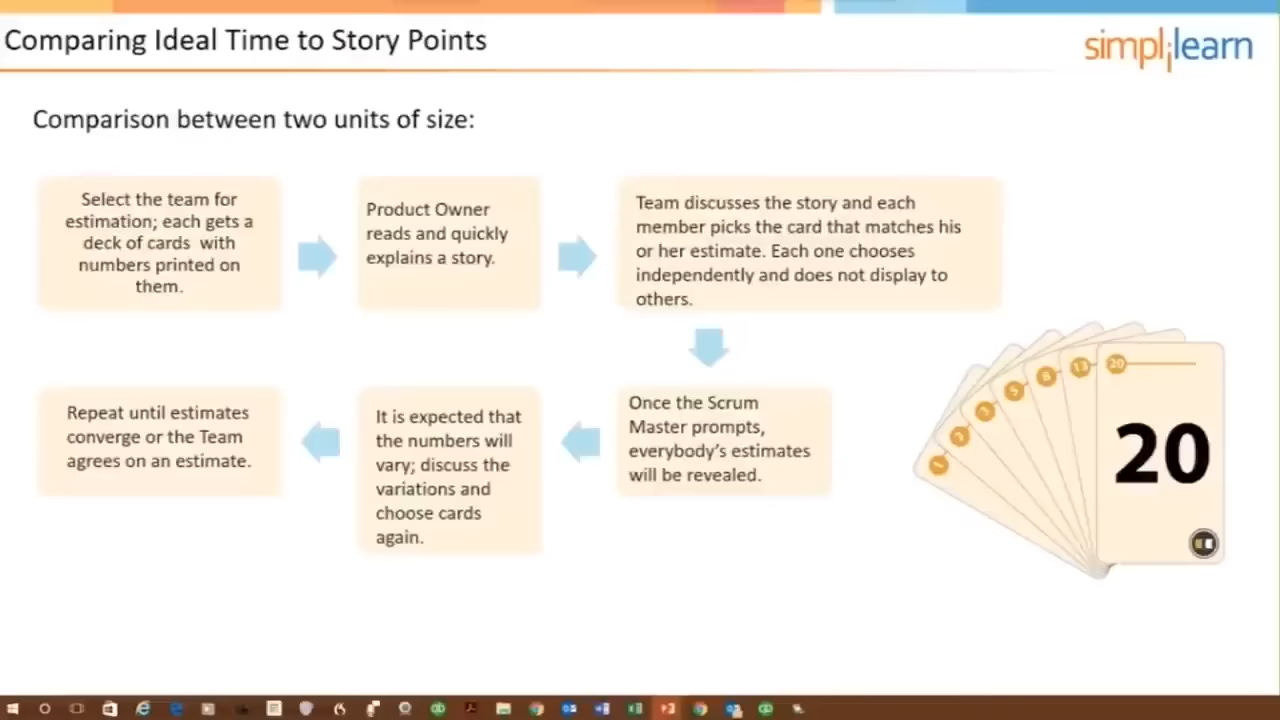 Comparing Ideal Time to Story Points
simplilearn
Comparison between two units of size:
Select the team for
estimation; each gets a
deck of cards with
numbers printed on
them.
Product Owner
reads and quickly
explains a story.
Team discusses the story and each
member picks the card that matches his
or her estimate. Each one chooses
independently and does not display to
others.
Once the Scrum
Master prompts,
everybody's estimates
will be revealed.
It is expected that
the numbers will
vary; discuss the
variations and
choose cards
again.
Repeat until estimates
converge or the Team
agrees on an estimate.
1
2
3
5
8
13
20
20